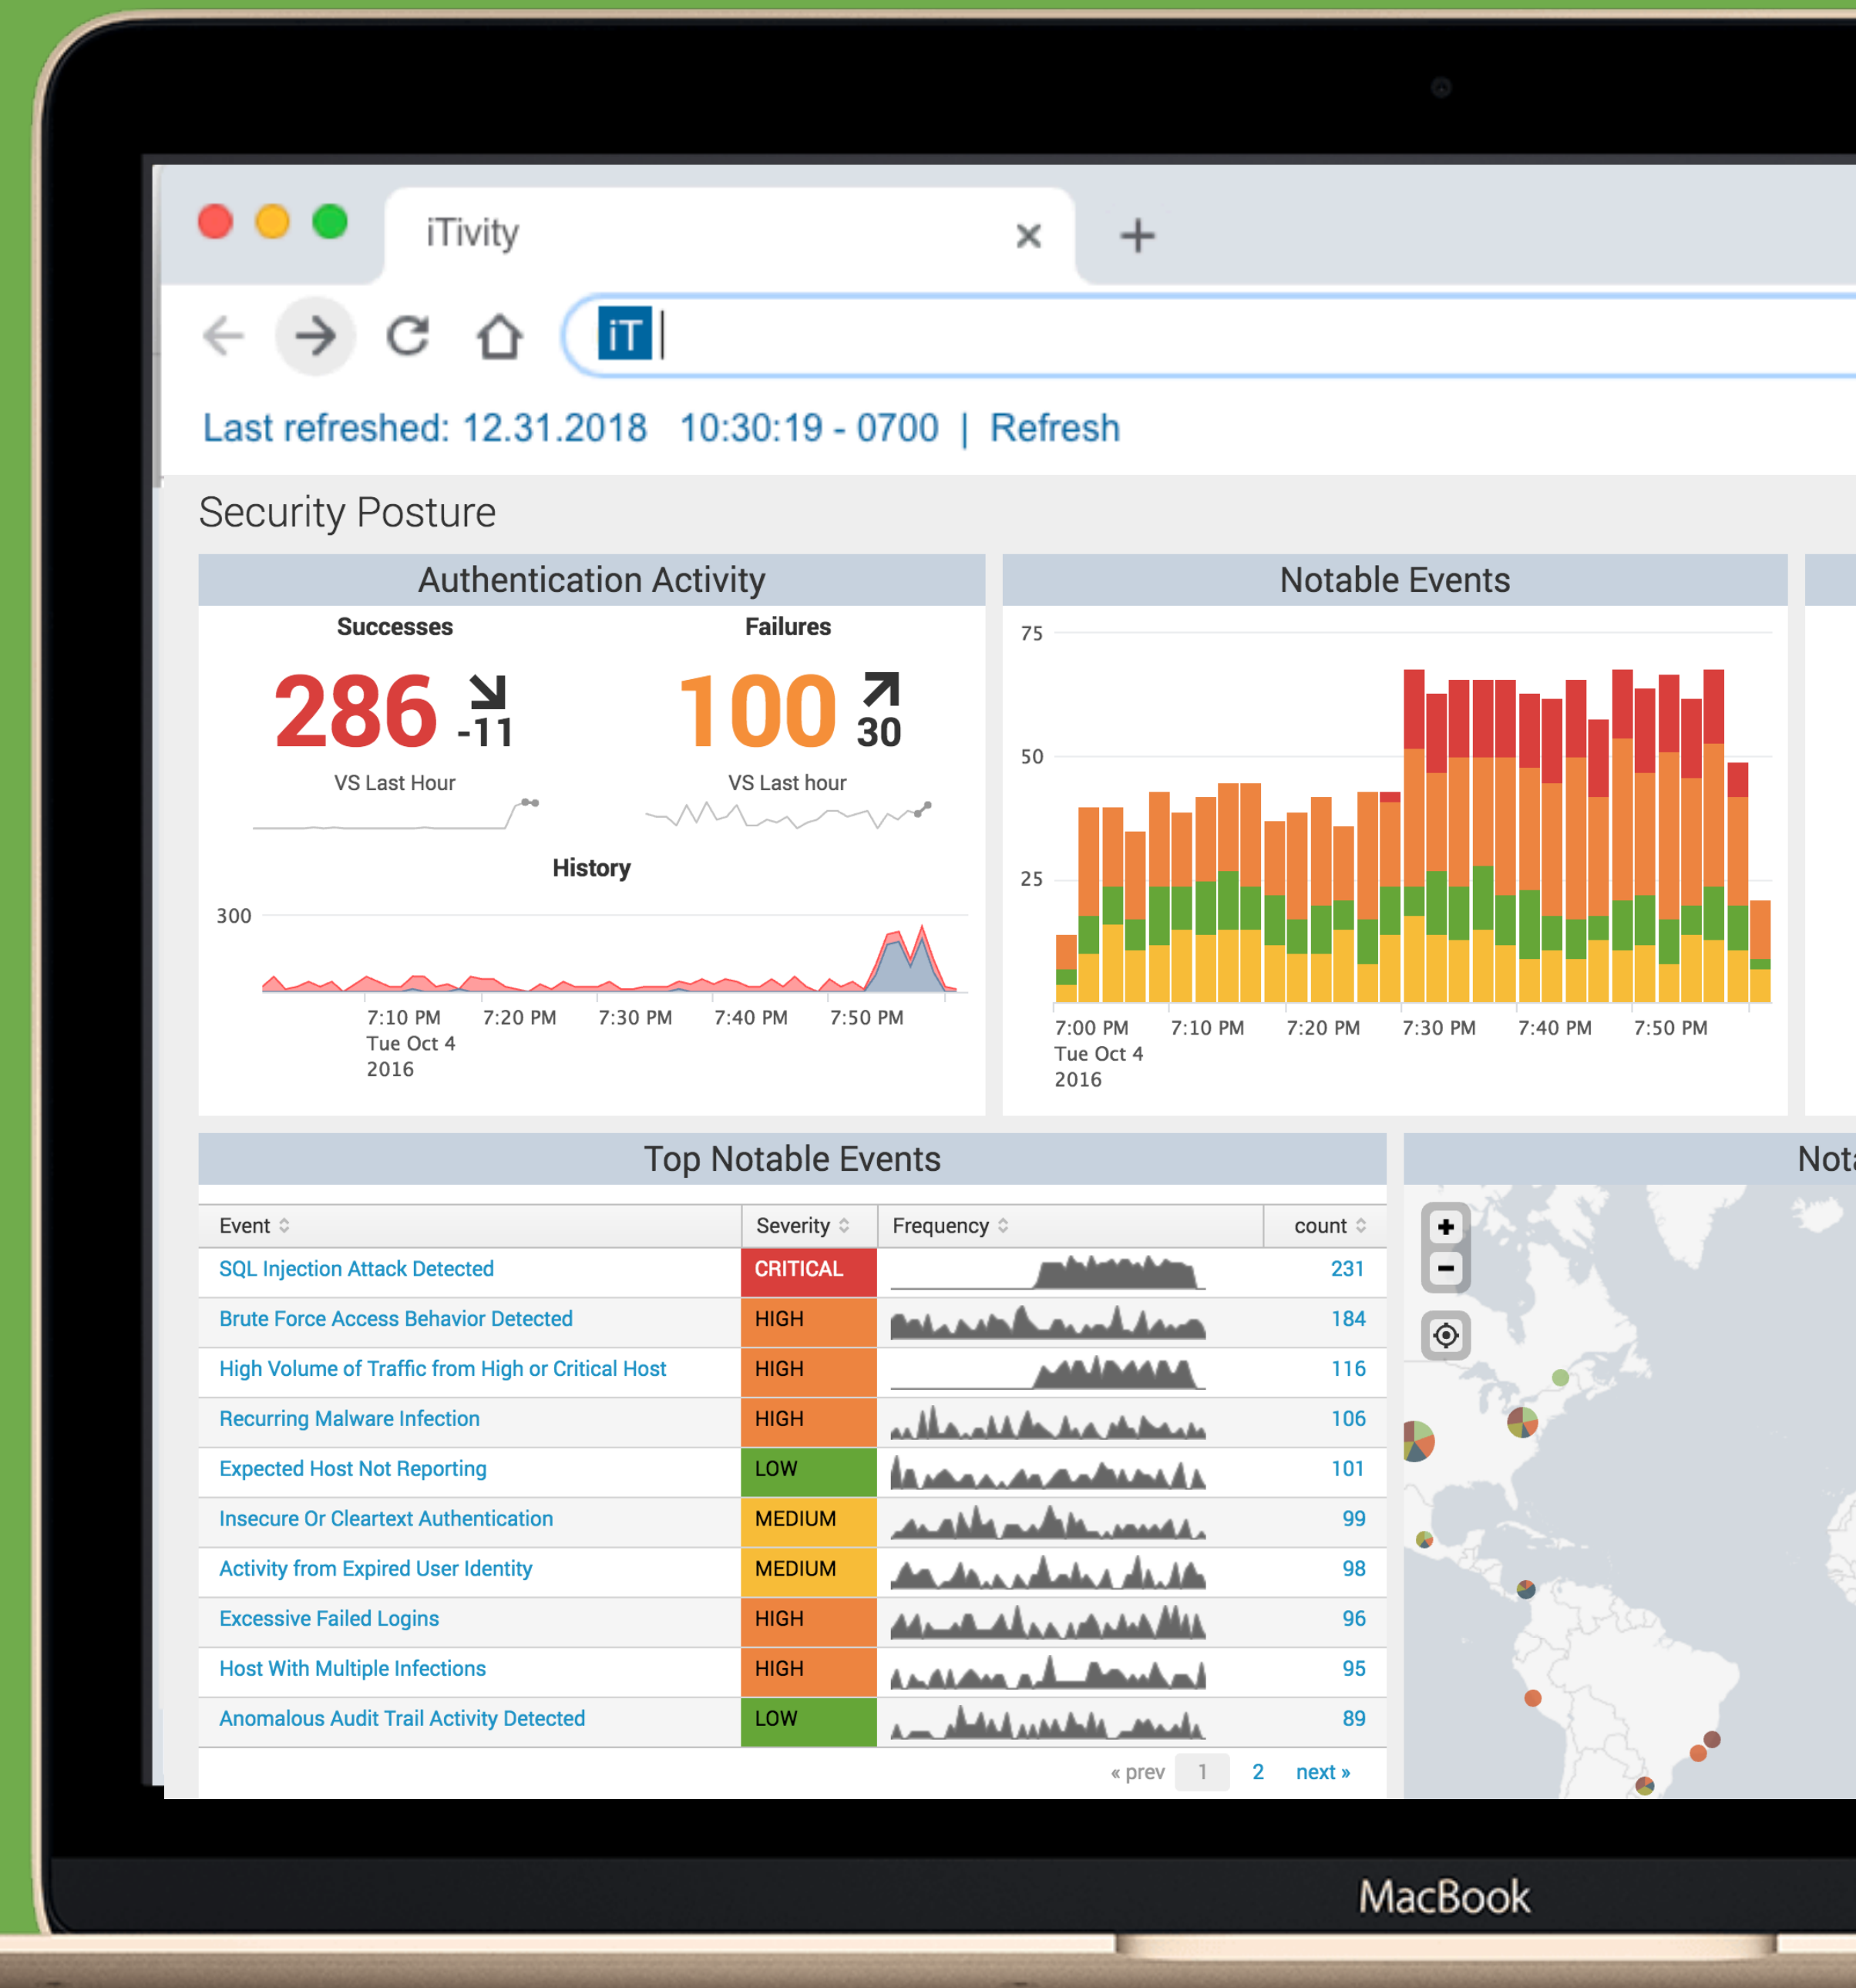 iTivity
iT
Last refreshed: 12.31.2018 10:30:19 - 0700 | Refresh
Security Posture
Authentication Activity
Successes
Failures
286
-11
100
30
VS Last Hour
VS Last hour
History
300
7:10 PM 7:20 PM 7:30 PM 7:40 PM 7:50 PM
Tue Oct 4
2016
Notable Events
75
50
25
7:00 PM 7:10 PM 7:20 PM 7:30 PM 7:40 PM 7:50 PM
Tue Oct 4
2016
Top Notable Events
Event Severity Frequency count
SQL Injection Attack Detected CRITICAL 231
Brute Force Access Behavior Detected HIGH 184
High Volume of Traffic from High or Critical Host HIGH 116
Recurring Malware Infection HIGH 106
Expected Host Not Reporting LOW 101
Insecure Or Cleartext Authentication MEDIUM 99
Activity from Expired User Identity MEDIUM 98
Excessive Failed Logins HIGH 96
Host With Multiple Infections HIGH 95
Anomalous Audit Trail Activity Detected LOW 89
« prev 1 2 next »
MacBook